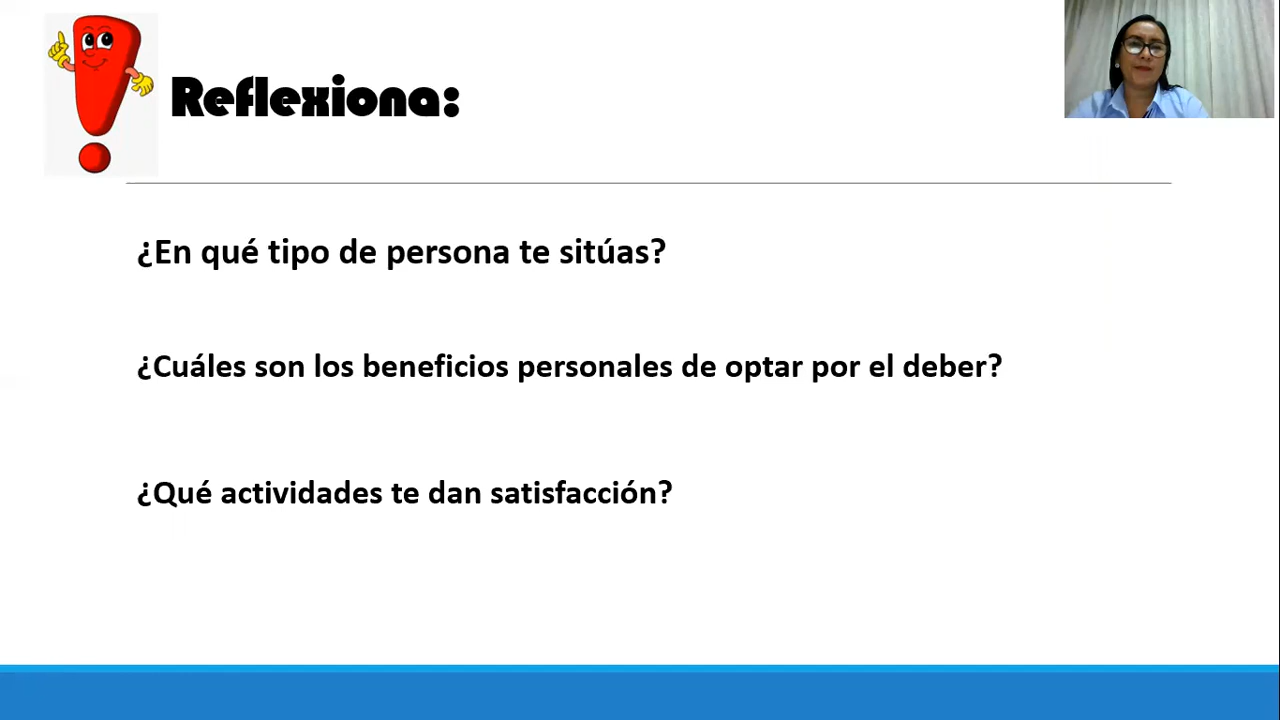 Reflexiona:
¿En qué tipo de persona te sitúas?
¿Cuáles son los beneficios personales de optar por el deber?
¿Qué actividades te dan satisfacción?